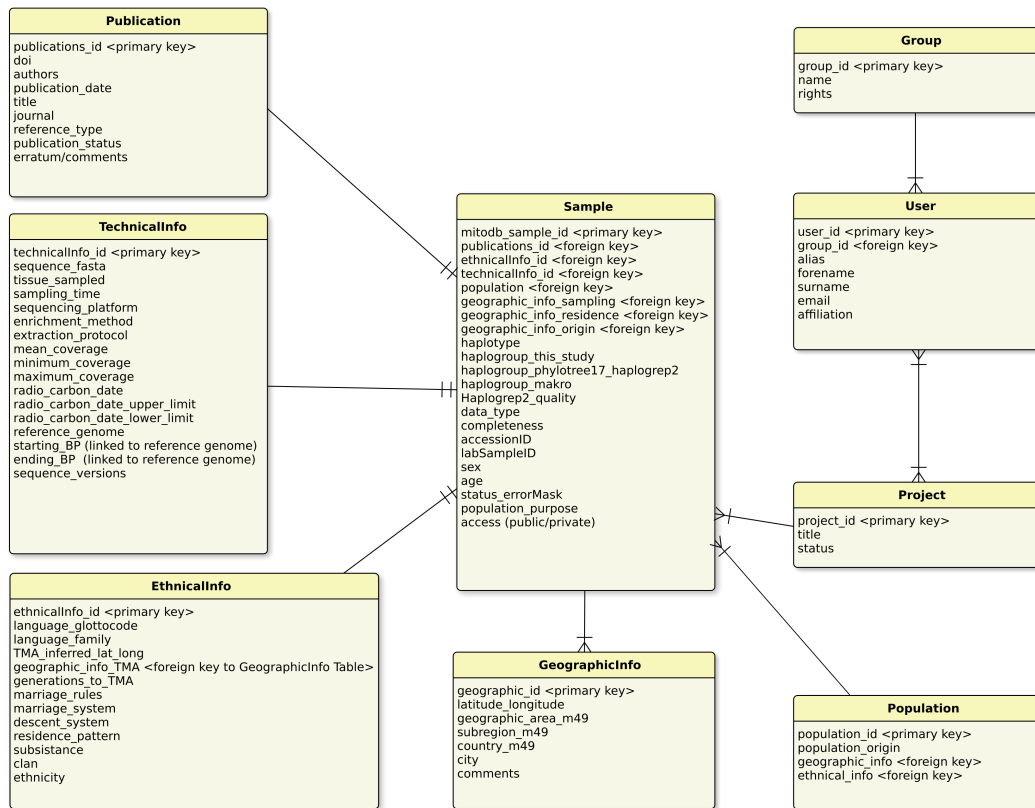 Publication
publications_id <primary key>
doi
authors
publication_date
title
journal
reference_type
publication_status
erratum/comments
TechnicalInfo
technicalInfo_id <primary key>
sequence_fasta
tissue_sampled
sampling_time
sequencing_platform
enrichment_method
extraction_protocol
mean_coverage
minimum_coverage
maximum_coverage
radio_carbon_date
radio_carbon_date_upper_limit
radio_carbon_date_lower_limit
reference_genome
starting_BP (linked to reference genome)
ending_BP  (linked to reference genome)
sequence_versions
EthnicalInfo
ethnicalInfo_id <primary key>
language_glottocode
language_family
TMA_inferred_lat_long
geographic_info_TMA <foreign key to GeographicInfo Table>
generations_to_TMA
marriage_rules
marriage_system
descent_system
residence_pattern
subsistance
clan
ethnicity
Sample
mitodb_sample_id <primary key>
publications_id <foreign key>
ethnicalInfo_id <foreign key>
technicalInfo_id <foreign key>
population <foreign key>
geographic_info_sampling <foreign key>
geographic_info_residence <foreign key>
geographic_info_origin <foreign key>
haplotype
haplogroup_this_study
haplogroup_phylotree17_haplogrep2
haplogroup_makro
Haplogrep2_quality
data_type
completeness
accessionID
labSampleID
sex
age
status_errorMask
population_purpose
access (public/private)
GeographicInfo
geographic_id <primary key>
latitude_longitude
geographic_area_m49
subregion_m49
country_m49
city
comments
Group
group_id <primary key>
name
rights
User
user_id <primary key>
group_id <foreign key>
alias
forename
surname
email
affiliation
Project
project_id <primary key>
title
status
Population
population_id <primary key>
population_origin
geographic_info <foreign key>
ethnical_info <foreign key>